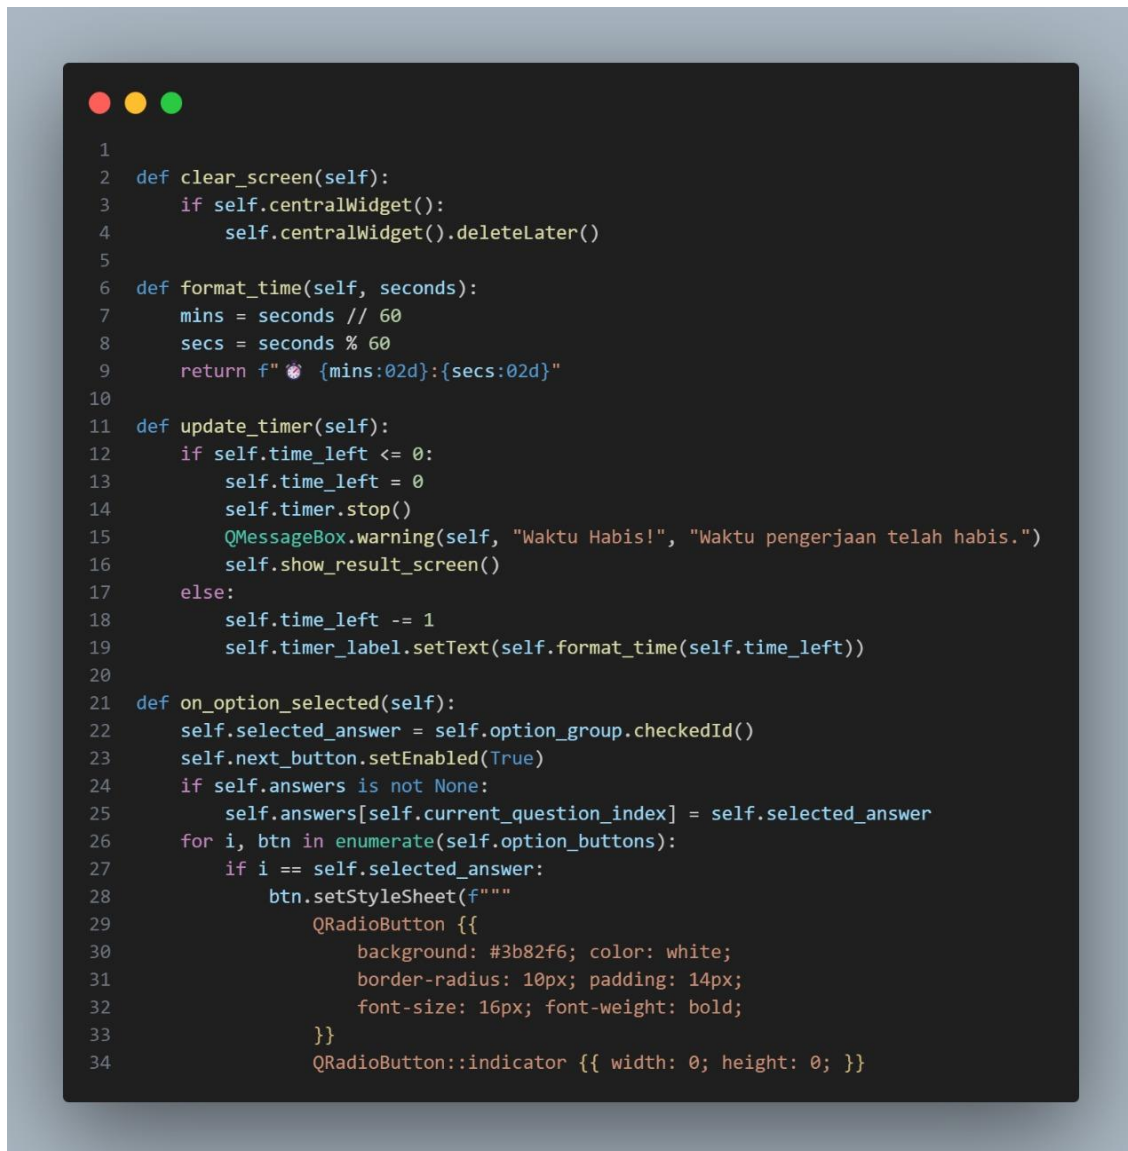 1
2 def clear_screen(self):
3     if self.centralWidget():
4         self.centralWidget().deleteLater()
5
6 def format_time(self, seconds):
7     mins = seconds // 60
8     secs = seconds % 60
9     return f"⏱️ {mins:02d}:{secs:02d}"
10
11 def update_timer(self):
12     if self.time_left <= 0:
13         self.time_left = 0
14         self.timer.stop()
15         QMessageBox.warning(self, "Waktu Habis!", "Waktu pengerjaan telah habis.")
16         self.show_result_screen()
17     else:
18         self.time_left -= 1
19         self.timer_label.setText(self.format_time(self.time_left))
20
21 def on_option_selected(self):
22     self.selected_answer = self.option_group.checkedId()
23     self.next_button.setEnabled(True)
24     if self.answers is not None:
25         self.answers[self.current_question_index] = self.selected_answer
26     for i, btn in enumerate(self.option_buttons):
27         if i == self.selected_answer:
28             btn.setStyleSheet(f"""
29                 QRadioButton {{
30                     background: #3b82f6; color: white;
31                     border-radius: 10px; padding: 14px;
32                     font-size: 16px; font-weight: bold;
33                 }}
34                 QRadioButton::indicator {{ width: 0; height: 0; }}